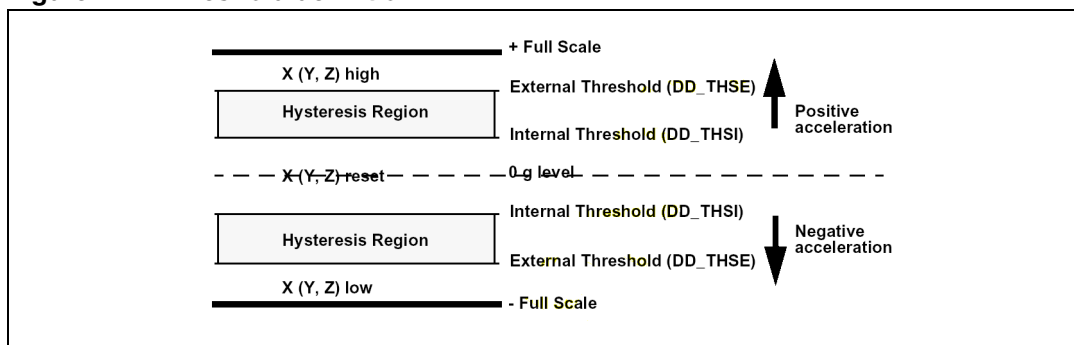 + Full Scale
X (Y, Z) high
External Threshold (DD_THSE)
Hysteresis Region
Positive
acceleration
Internal Threshold (DD_THSI)
X (Y, Z) reset
0 g level
Internal Threshold (DD_THSI)
Hysteresis Region
Negative
acceleration
External Threshold (DD_THSE)
X (Y, Z) low
- Full Scale